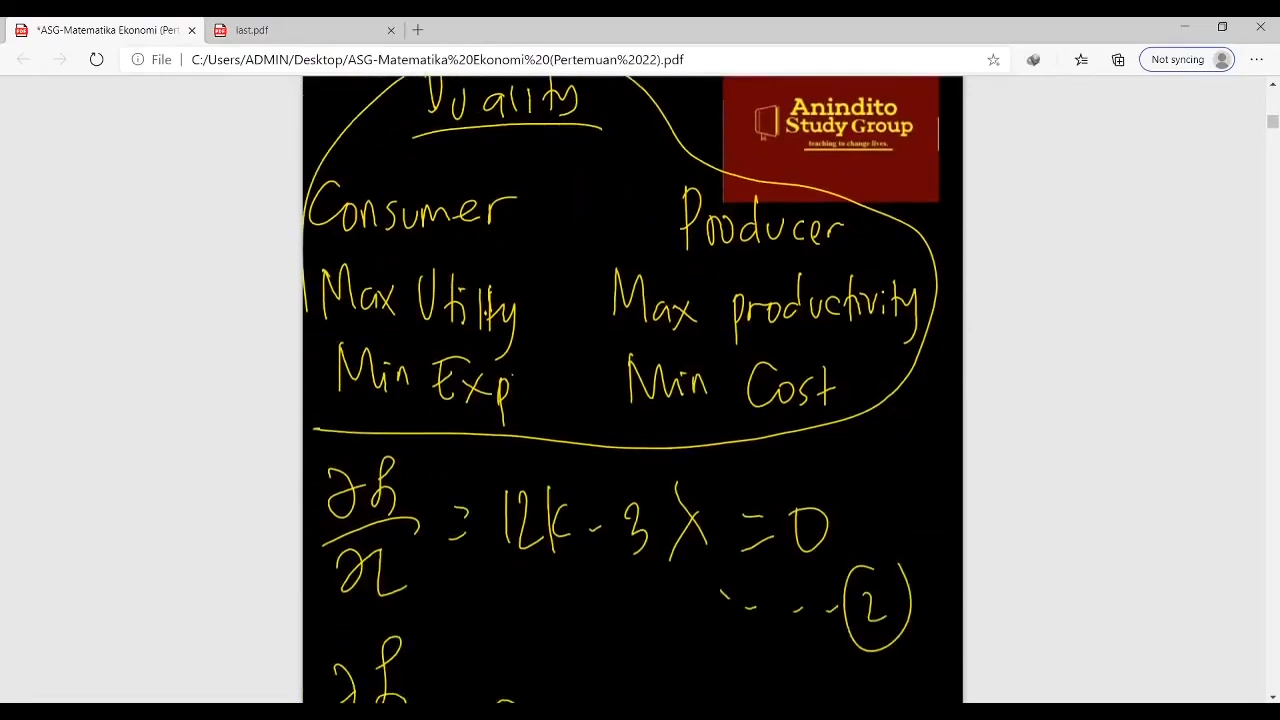 *ASG-Matematika Ekonomi (Pert
last.pdf
File
C:/Users/ADMIN/Desktop/ASG-Matematika%20Ekonomi%20(Pertemuan%2022).pdf
Not syncing
Duality
Anindito
Study Group
teaching to change lives.
Consumer
Producer
Max Utility
Max productivity
Min Exp
Min Cost
∂L/∂L = 12K - 3λ = 0
.... 2
∂L